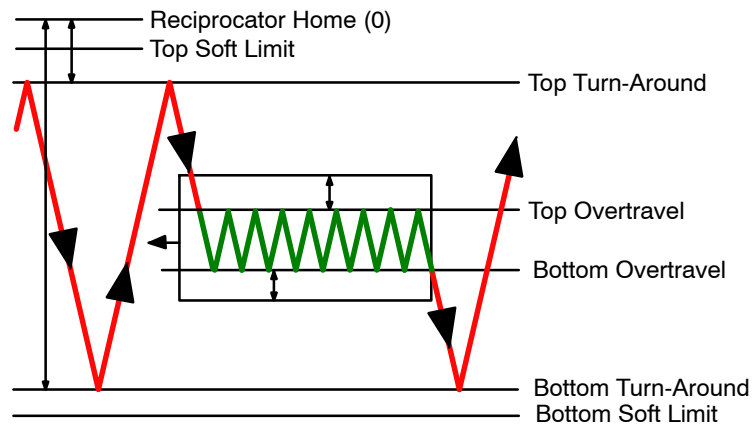 Reciprocator Home (0)
Top Soft Limit
Top Turn-Around
Top Overtravel
Bottom Overtravel
Bottom Turn-Around
Bottom Soft Limit